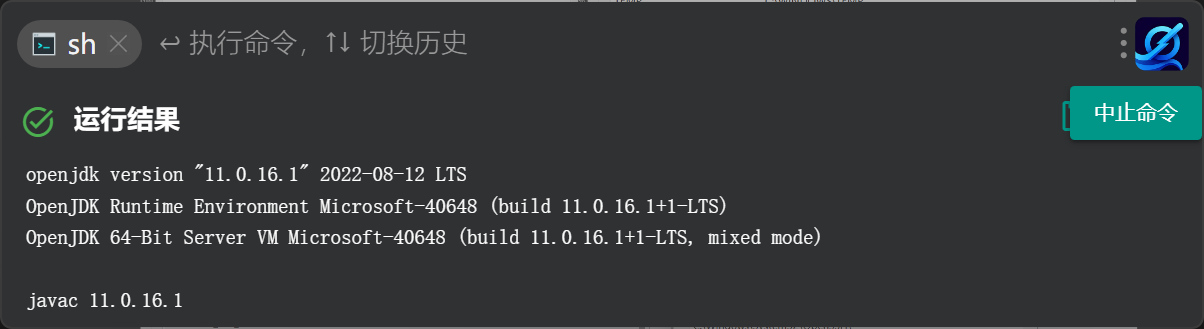 sh
执行命令, 切换历史
运行结果
中止命令
openjdk version "11.0.16.1" 2022-08-12 LTS
OpenJDK Runtime Environment Microsoft-40648 (build 11.0.16.1+1-LTS)
OpenJDK 64-Bit Server VM Microsoft-40648 (build 11.0.16.1+1-LTS, mixed mode)
javac 11.0.16.1